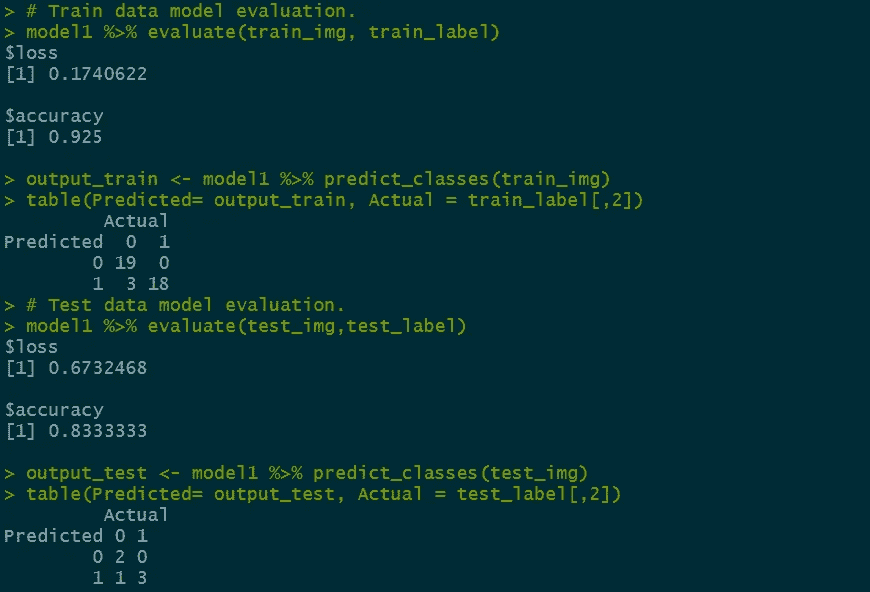 > # Train data model evaluation.
> model1 %>% evaluate(train_img, train_label)
$loss
[1] 0.1740622
$accuracy
[1] 0.925
> output_train <- model1 %>% predict_classes(train_img)
> table(Predicted= output_train, Actual = train_label[,2])
Actual
Predicted 0 1
0 19 0
1 3 18
> # Test data model evaluation.
> model1 %>% evaluate(test_img,test_label)
$loss
[1] 0.6732468
$accuracy
[1] 0.8333333
> output_test <- model1 %>% predict_classes(test_img)
> table(Predicted= output_test, Actual = test_label[,2])
Actual
Predicted 0 1
0 2 0
1 1 3